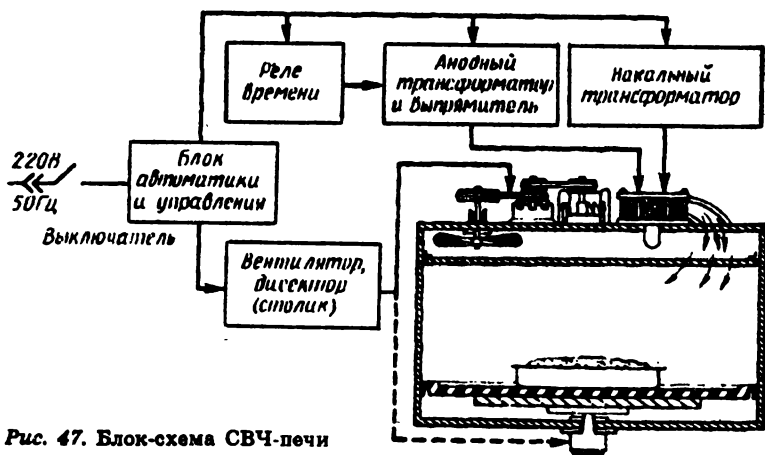 Реле
времени
Анодный
трансформатор
и выпрямитель
Накальный
трансформатор
220В
50Гц
Выключатель
Блок
автоматики
и управления
Вентилятор,
дисектор
(столик)
Рис. 47. Блок-схема СВЧ-печи